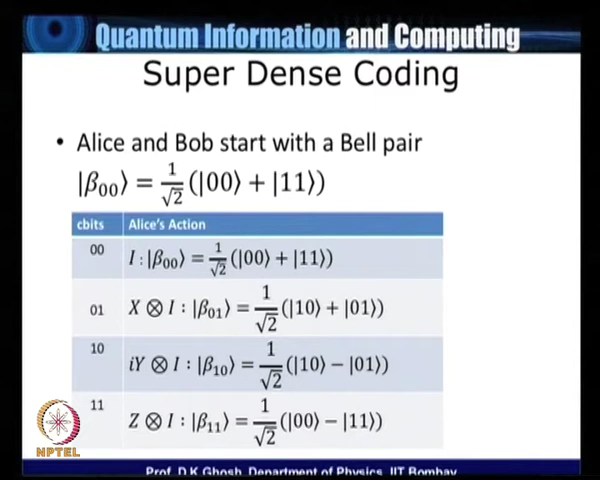 Quantum Information and Computing
Super Dense Coding
• Alice and Bob start with a Bell pair
|β₀₀⟩ = 1/√2 (|00⟩ + |11⟩)
cbits Alice's Action
00 I : |β₀₀⟩ = 1/√2 (|00⟩ + |11⟩)
01 X ⊗ I : |β₀₁⟩ = 1/√2 (|10⟩ + |01⟩)
10 iY ⊗ I : |β₁₀⟩ = 1/√2 (|10⟩ − |01⟩)
11 Z ⊗ I : |β₁₁⟩ = 1/√2 (|00⟩ − |11⟩)
NPTEL
Prof. D.K Ghosh, Department of Physics, IIT Bombay